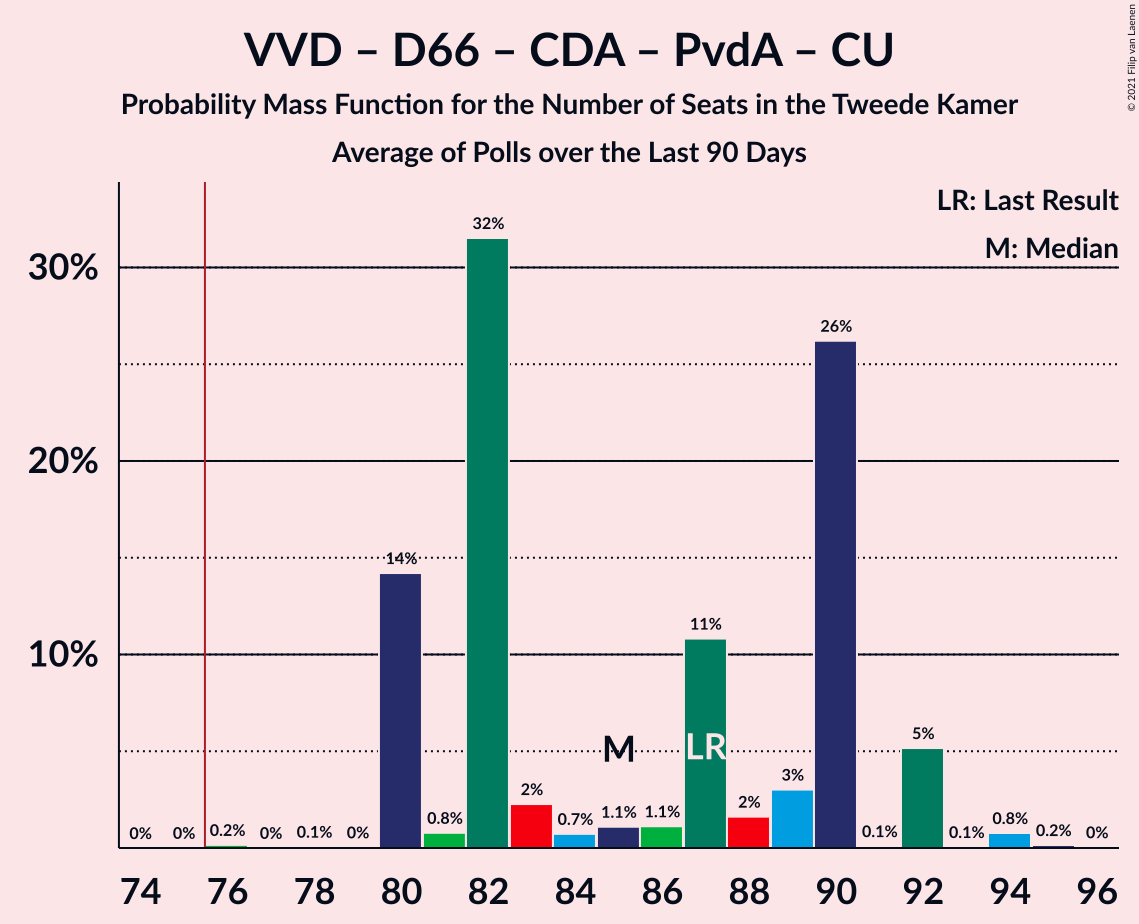 VVD – D66 – CDA – PvdA – CU
Probability Mass Function for the Number of Seats in the Tweede Kamer
Average of Polls over the Last 90 Days
© 2021 Filip van Laenen
LR: Last Result
M: Median
30%
20%
10%
0%
0%
0.2%
0%
0.1%
0%
14%
0.8%
32%
2%
0.7%
1.1%
1.1%
11%
2%
3%
26%
0.1%
5%
0.1%
0.8%
0.2%
0%
M
LR
74 76 78 80 82 84 86 88 90 92 94 96